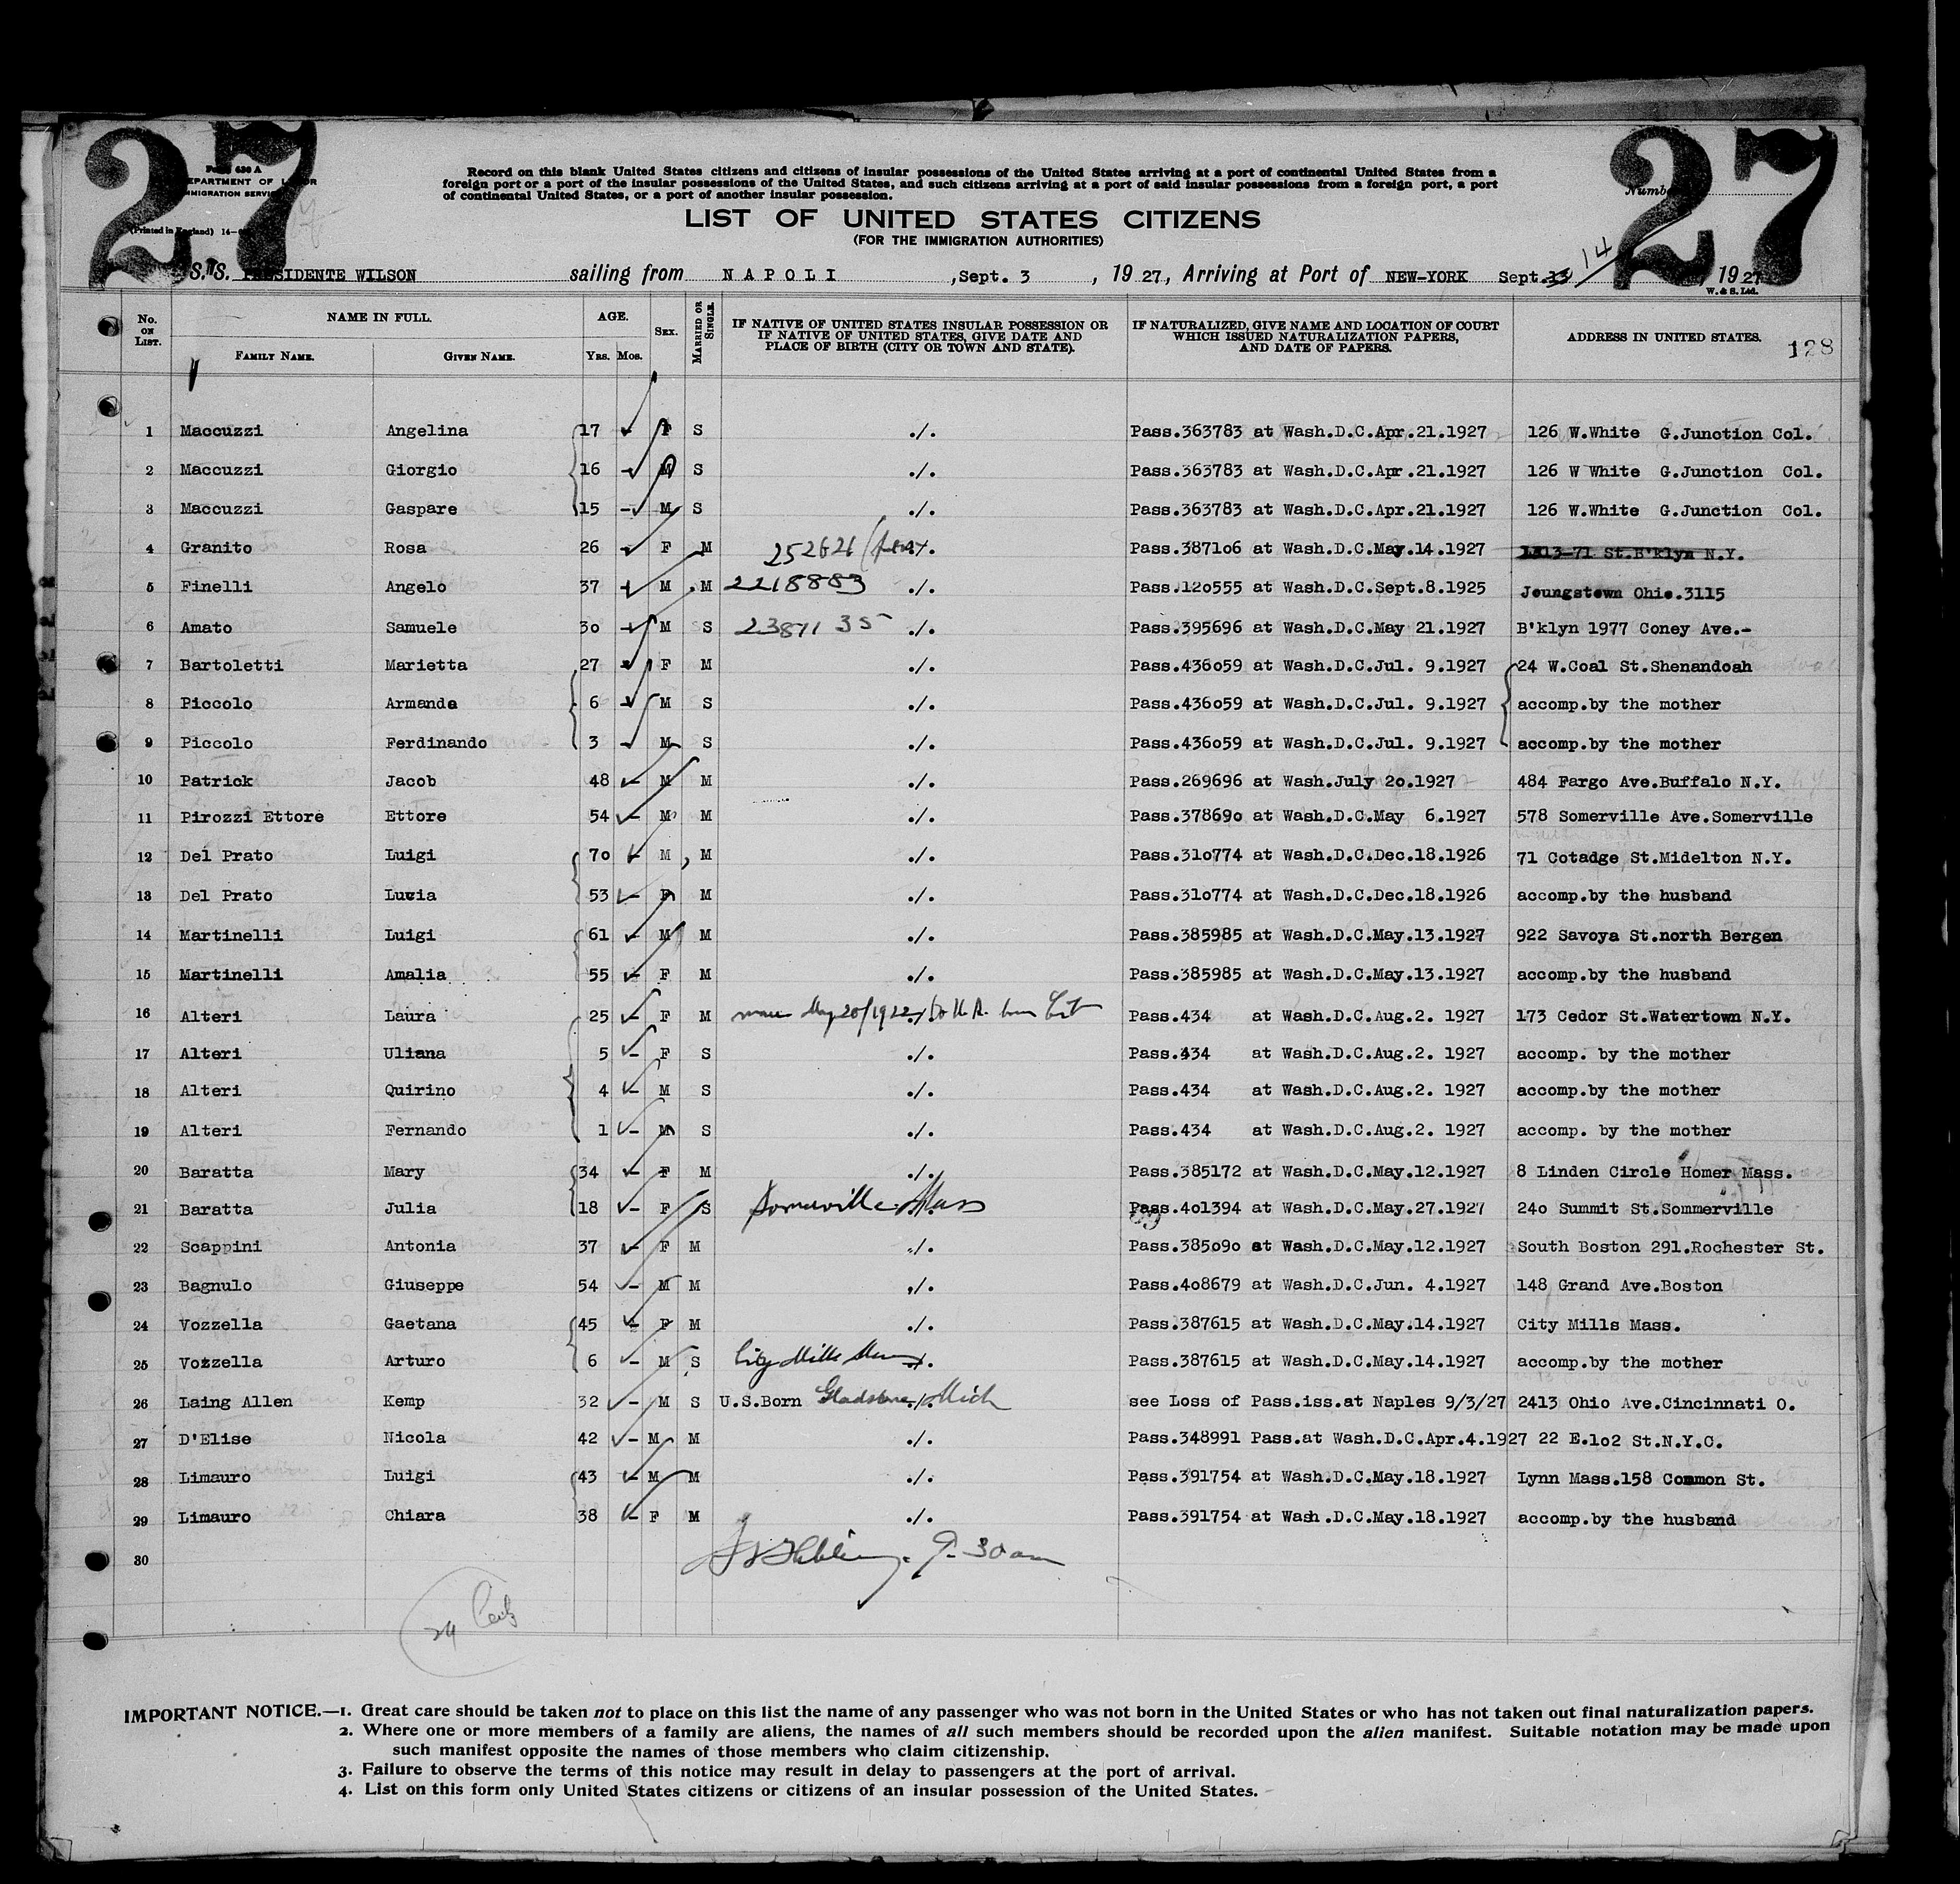 27 27
Form 630 A
DEPARTMENT OF LABOR
IMMIGRATION SERVICE
(Printed in England) 14-
Number
Record on this blank United States citizens and citizens of insular possessions of the United States arriving at a port of continental United States from a
foreign port or a port of the insular possessions of the United States, and such citizens arriving at a port of said insular possessions from a foreign port, a port
of continental United States, or a port of another insular possession.
LIST OF UNITED STATES CITIZENS
(FOR THE IMMIGRATION AUTHORITIES)
S. S. PRESIDENTE WILSON sailing from NAPOLI, Sept. 3, 1927, Arriving at Port of NEW-YORK Sept. 13 14, 1927
W. & S. Ltd.
No. ON LIST. NAME IN FULL. FAMILY NAME. GIVEN NAME. AGE. YRS. MOS. SEX. MARRIED OR SINGLE. IF NATIVE OF UNITED STATES INSULAR POSSESSION OR IF NATIVE OF UNITED STATES, GIVE DATE AND PLACE OF BIRTH (CITY OR TOWN AND STATE). IF NATURALIZED, GIVE NAME AND LOCATION OF COURT WHICH ISSUED NATURALIZATION PAPERS, AND DATE OF PAPERS. ADDRESS IN UNITED STATES. 128
1 Maccuzzi Angelina 17 - F S ./. Pass.363783 at Wash.D.C.Apr.21.1927 126 W.White G.Junction Col.
2 Maccuzzi Giorgio 16 - M S ./. Pass.363783 at Wash.D.C.Apr.21.1927 126 W White G.Junction Col.
3 Maccuzzi Gaspare 15 - M S ./. Pass.363783 at Wash.D.C.Apr.21.1927 126 W.White G.Junction Col.
4 Granito Rosa 26 - F M 252621 ./. Pass.387106 at Wash.D.C.May.14.1927 1313-71 St.B'klyn N.Y.
5 Finelli Angelo 37 - M M 2218883 ./. Pass.120555 at Wash.D.C.Sept.8.1925 Joungstown Ohio.3115
6 Amato Samuele 30 - M S 2387135 ./. Pass.395696 at Wash.D.C.May 21.1927 B'klyn 1977 Coney Ave.-
7 Bartoletti Marietta 27 - F M ./. Pass.436059 at Wash.D.C.Jul. 9.1927 24 W.Coal St.Shenandoah
8 Piccolo Armando 6 - M S ./. Pass.436059 at Wash.D.C.Jul. 9.1927 accomp.by the mother
9 Piccolo Ferdinando 3 - M S ./. Pass.436059 at Wash.D.C.Jul. 9.1927 accomp.by the mother
10 Patrick Jacob 48 - M M ./. Pass.269696 at Wash.July 20.1927 484 Fargo Ave.Buffalo N.Y.
11 Pirozzi Ettore Ettore 54 - M M ./. Pass.378690 at Wash.D.C.May 6.1927 578 Somerville Ave.Somerville
12 Del Prato Luigi 70 - M M ./. Pass.310774 at Wash.D.C.Dec.18.1926 71 Cotadge St.Midelton N.Y.
13 Del Prato Lucia 53 - F M ./. Pass.310774 at Wash.D.C.Dec.18.1926 accomp.by the husband
14 Martinelli Luigi 61 - M M ./. Pass.385985 at Wash.D.C.May.13.1927 922 Savoya St.north Bergen
15 Martinelli Amalia 55 - F M ./. Pass.385985 at Wash.D.C.May.13.1927 accomp.by the husband
16 Alteri Laura 25 - F M May 20/1922 ./. Pass.434 at Wash.D.C.Aug.2. 1927 173 Cedor St.Watertown N.Y.
17 Alteri Uliana 5 - F S ./. Pass.434 at Wash.D.C.Aug.2. 1927 accomp. by the mother
18 Alteri Quirino 4 - M S ./. Pass.434 at Wash.D.C.Aug.2. 1927 accomp.by the mother
19 Alteri Fernando 1 - M S ./. Pass.434 at Wash.D.C.Aug.2. 1927 accomp. by the mother
20 Baratta Mary 34 - F M ./. Pass.385172 at Wash.D.C.May.12.1927 8 Linden Circle Homer Mass.
21 Baratta Julia 18 - F S Somerville Mass Pass.401394 at Wash.D.C.May.27.1927 240 Summit St.Sommerville
22 Scappini Antonia 37 - F M ./. Pass.385090 at Wash.D.C.May.12.1927 South Boston 291.Rochester St.
23 Bagnulo Giuseppe 54 - M M ./. Pass.408679 at Wash.D.C.Jun. 4.1927 148 Grand Ave.Boston
24 Vozzella Gaetana 45 - F M ./. Pass.387615 at Wash.D.C.May.14.1927 City Mills Mass.
25 Vozzella Arturo 6 - M S City Mills Mass ./. Pass.387615 at Wash.D.C.May.14.1927 accomp.by the mother
26 Laing Allen Kemp 32 - M S U.S.Born Gladstone ./. Mich see Loss of Pass.iss.at Naples 9/3/27 2413 Ohio Ave.Cincinnati O.
27 D'Elise Nicola 42 - M M ./. Pass.348991 Pass.at Wash.D.C.Apr.4.1927 22 E.102 St.N.Y.C.
28 Limauro Luigi 43 - M M ./. Pass.391754 at Wash.D.C.May.18.1927 Lynn Mass.158 Common St.
29 Limauro Chiara 38 - F M ./. Pass.391754 at Wash.D.C.May.18.1927 accomp.by the husband
30
9-30 am
29
IMPORTANT NOTICE.—1. Great care should be taken not to place on this list the name of any passenger who was not born in the United States or who has not taken out final naturalization papers.
2. Where one or more members of a family are aliens, the names of all such members should be recorded upon the alien manifest. Suitable notation may be made upon
such manifest opposite the names of those members who claim citizenship.
3. Failure to observe the terms of this notice may result in delay to passengers at the port of arrival.
4. List on this form only United States citizens or citizens of an insular possession of the United States.